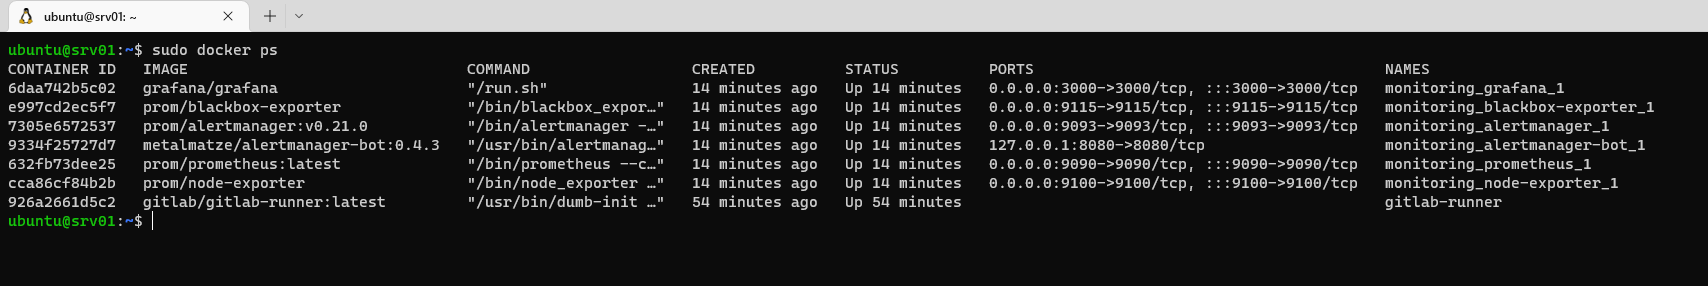 ubuntu@srv01: ~
ubuntu@srv01:~$ sudo docker ps
CONTAINER ID   IMAGE                               COMMAND                  CREATED          STATUS          PORTS                                       NAMES
6daa742b5c02   grafana/grafana                     "/run.sh"                14 minutes ago   Up 14 minutes   0.0.0.0:3000->3000/tcp, :::3000->3000/tcp   monitoring_grafana_1
e997cd2ec5f7   prom/blackbox-exporter              "/bin/blackbox_expor…"   14 minutes ago   Up 14 minutes   0.0.0.0:9115->9115/tcp, :::9115->9115/tcp   monitoring_blackbox-exporter_1
7305e6572537   prom/alertmanager:v0.21.0           "/bin/alertmanager -…"   14 minutes ago   Up 14 minutes   0.0.0.0:9093->9093/tcp, :::9093->9093/tcp   monitoring_alertmanager_1
9334f25727d7   metalmatze/alertmanager-bot:0.4.3   "/usr/bin/alertmanag…"   14 minutes ago   Up 14 minutes   127.0.0.1:8080->8080/tcp                    monitoring_alertmanager-bot_1
632fb73dee25   prom/prometheus:latest              "/bin/prometheus --c…"   14 minutes ago   Up 14 minutes   0.0.0.0:9090->9090/tcp, :::9090->9090/tcp   monitoring_prometheus_1
cca86cf84b2b   prom/node-exporter                  "/bin/node_exporter …"   14 minutes ago   Up 14 minutes   0.0.0.0:9100->9100/tcp, :::9100->9100/tcp   monitoring_node-exporter_1
926a2661d5c2   gitlab/gitlab-runner:latest         "/usr/bin/dumb-init …"   54 minutes ago   Up 54 minutes                                               gitlab-runner
ubuntu@srv01:~$